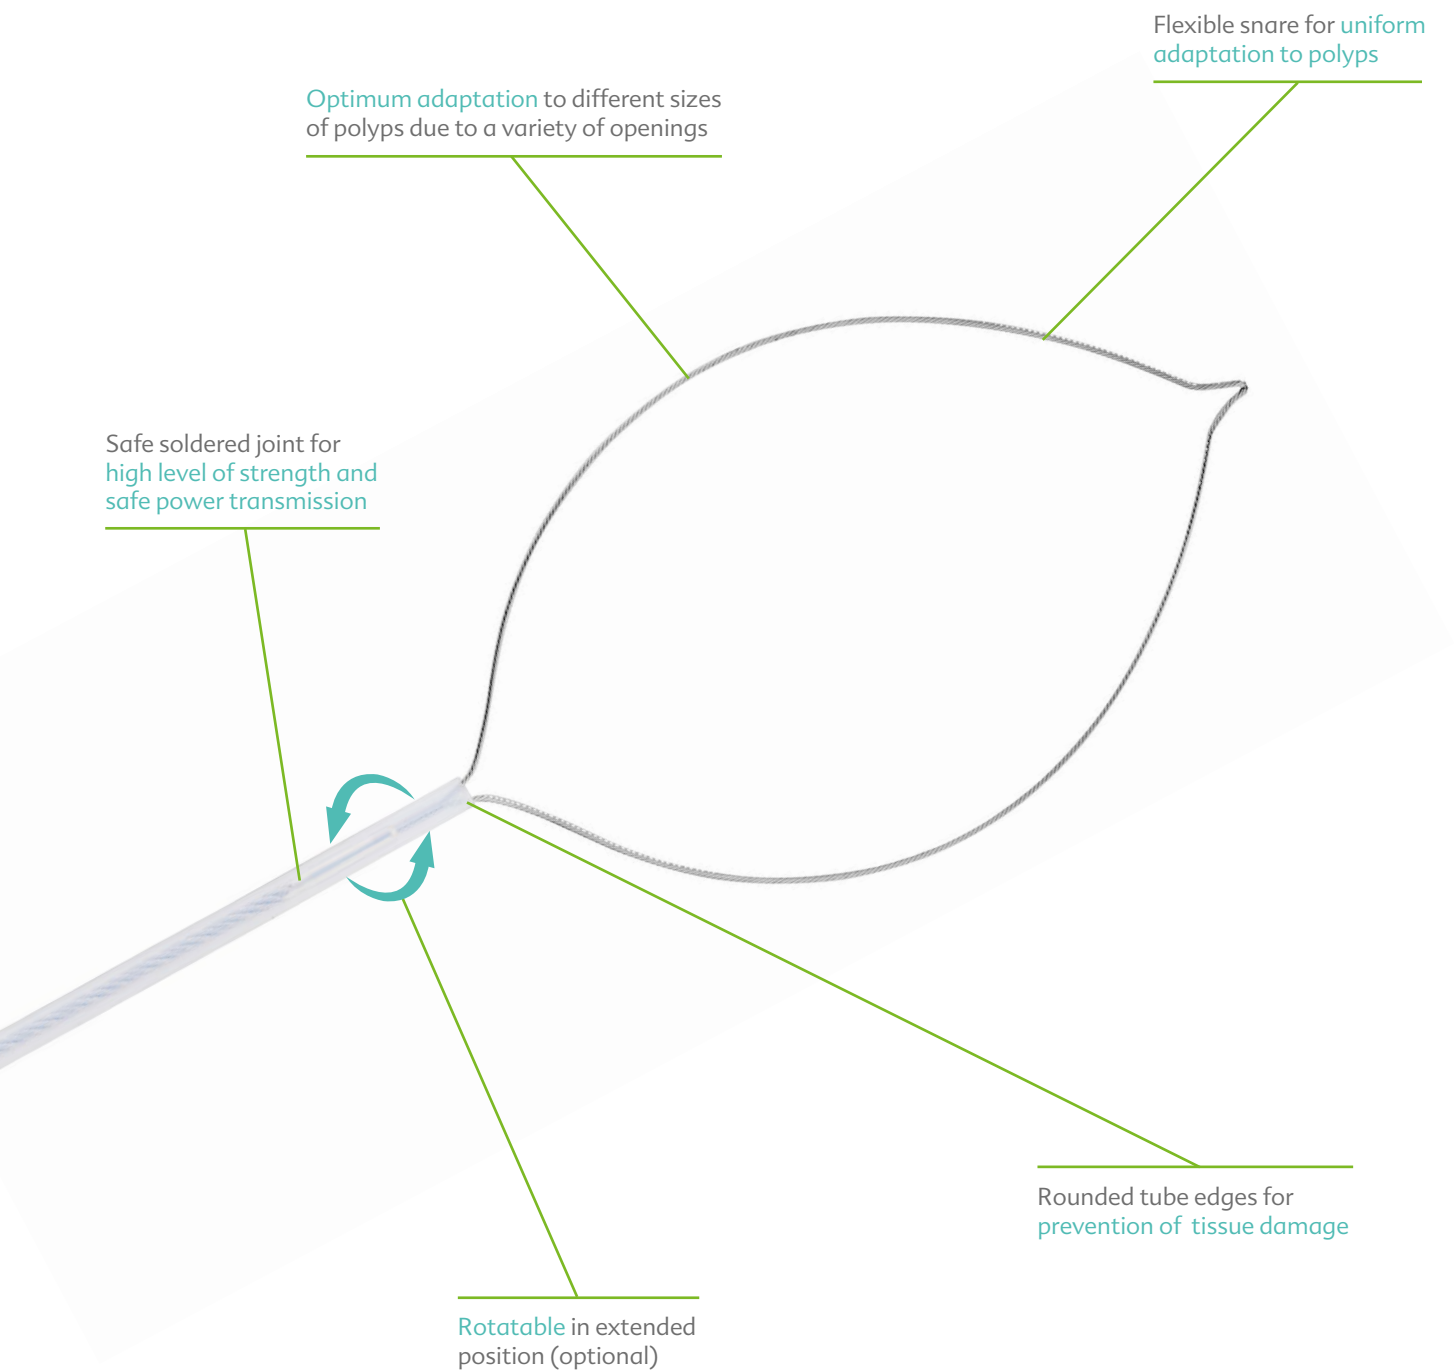 Flexible snare for uniform
adaptation to polyps
Optimum adaptation to different sizes
of polyps due to a variety of openings
Safe soldered joint for
high level of strength and
safe power transmission
Rounded tube edges for
prevention of  tissue damage
Rotatable in extended
position (optional)